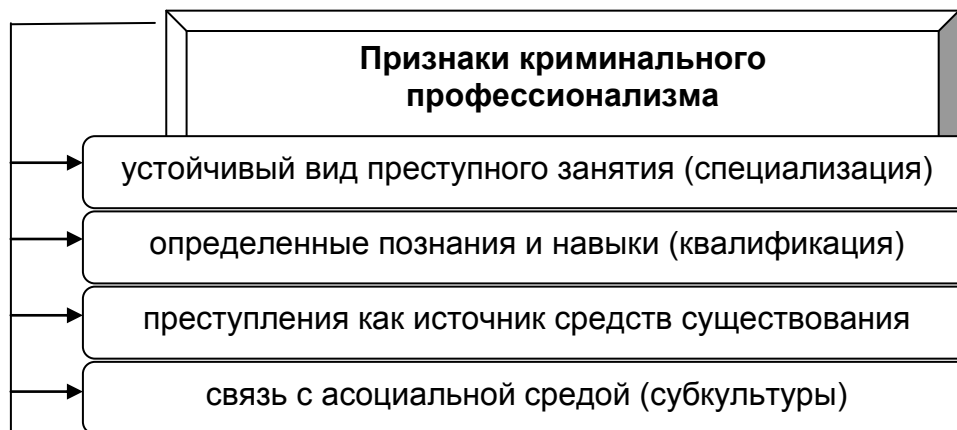 Признаки криминального
профессионализма
устойчивый вид преступного занятия (специализация)
определенные познания и навыки (квалификация)
преступления как источник средств существования
связь с асоциальной средой (субкультуры)